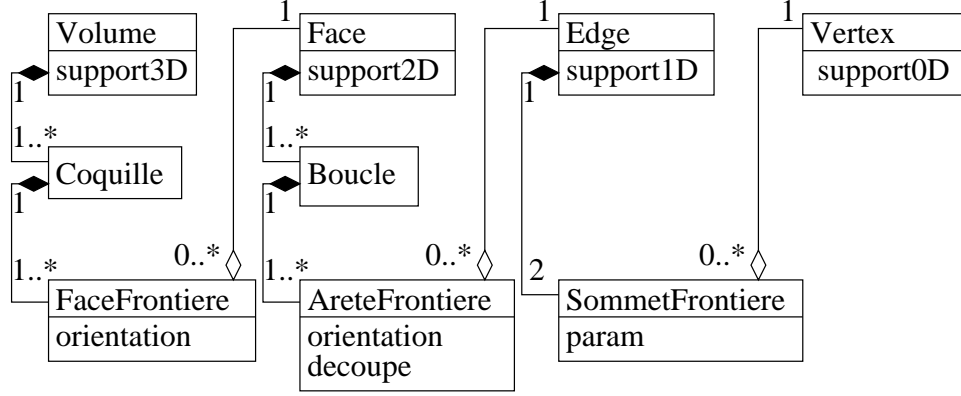 1 1 1
Volume Face Edge Vertex
support3D support2D support1D support0D
1 1 1
1..* 1..*
Coquille Boucle
1 1
1..* 0..* 1..* 0..* 2 0..*
FaceFrontiere AreteFrontiere SommetFrontiere
orientation orientation param
decoupe